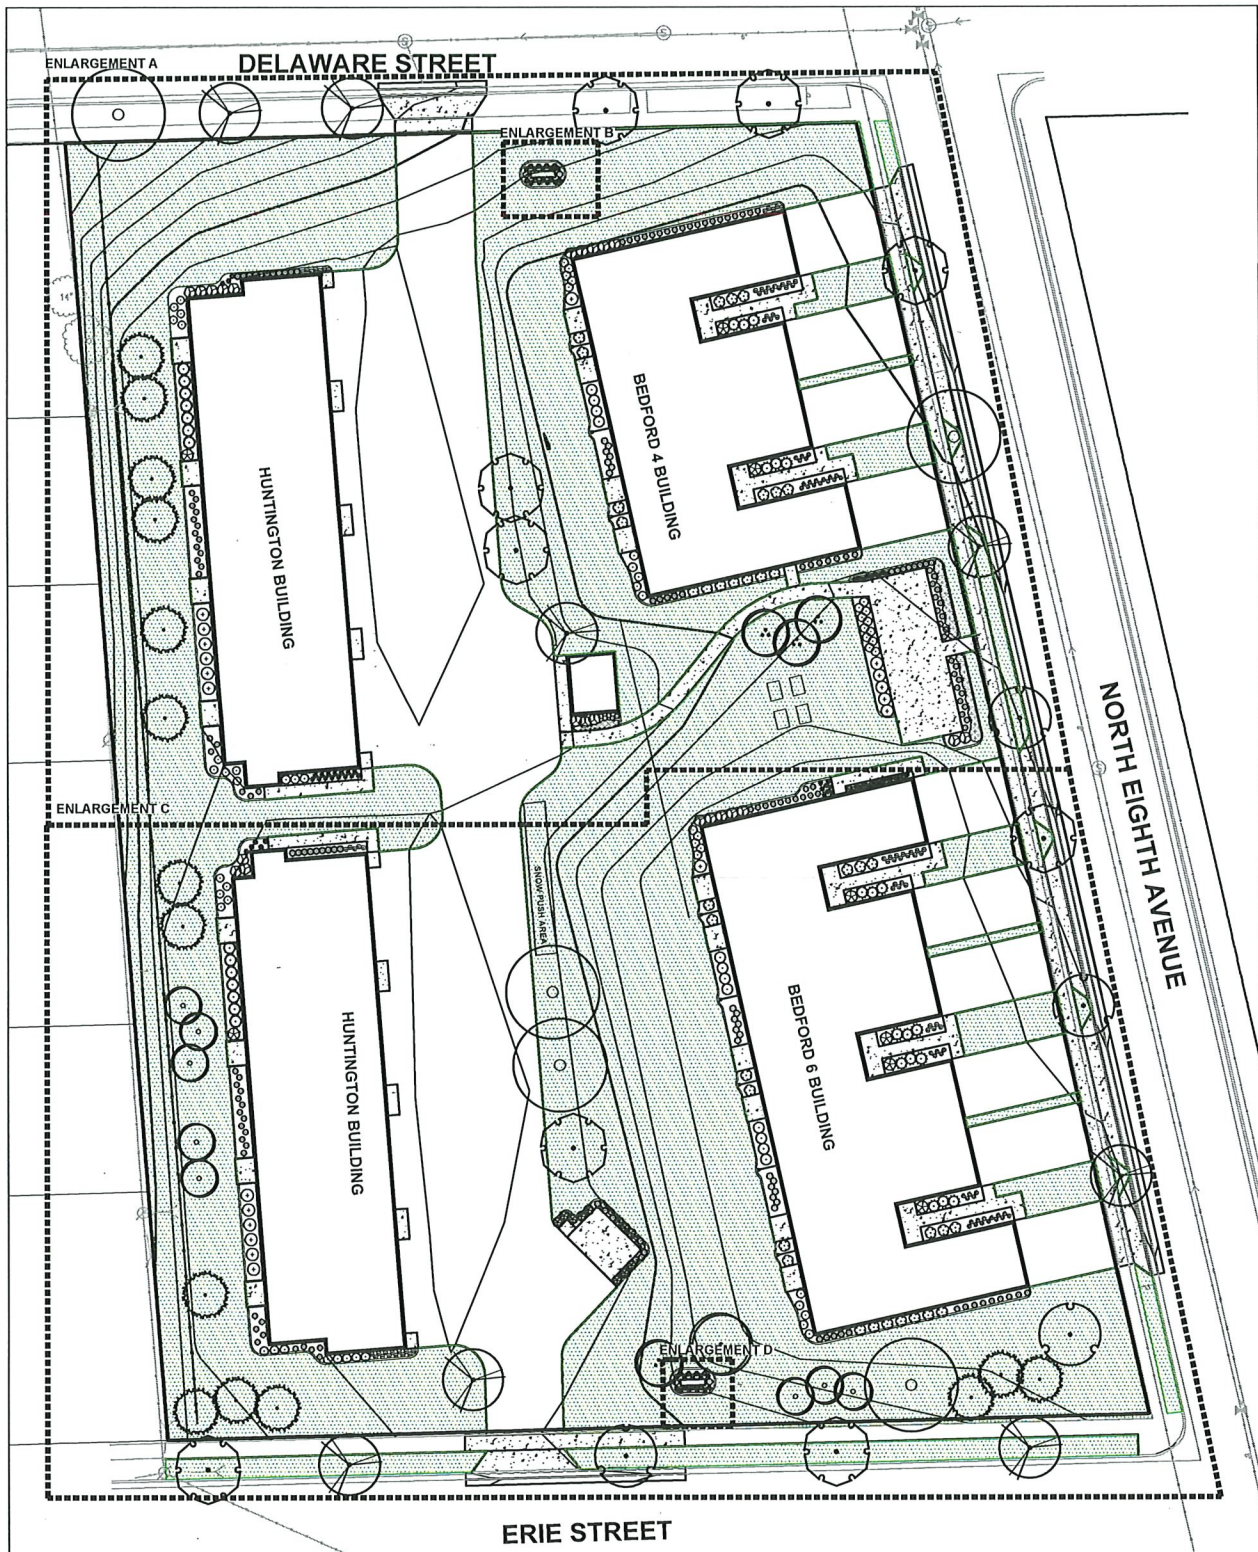 ENLARGEMENT A
DELAWARE STREET
ENLARGEMENT B
14"
BEDFORD 4 BUILDING
HUNTINGTON BUILDING
NORTH EIGHTH AVENUE
ENLARGEMENT C
SNOW PUSH AREA
BEDFORD 6 BUILDING
HUNTINGTON BUILDING
ENLARGEMENT D
ERIE STREET